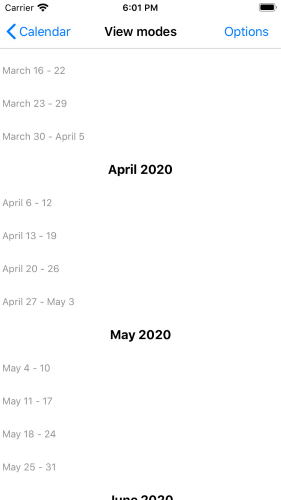 Carrier 6:01 PM
Calendar View modes Options
March 16 - 22
March 23 - 29
March 30 - April 5
April 2020
April 6 - 12
April 13 - 19
April 20 - 26
April 27 - May 3
May 2020
May 4 - 10
May 11 - 17
May 18 - 24
May 25 - 31
June 2020